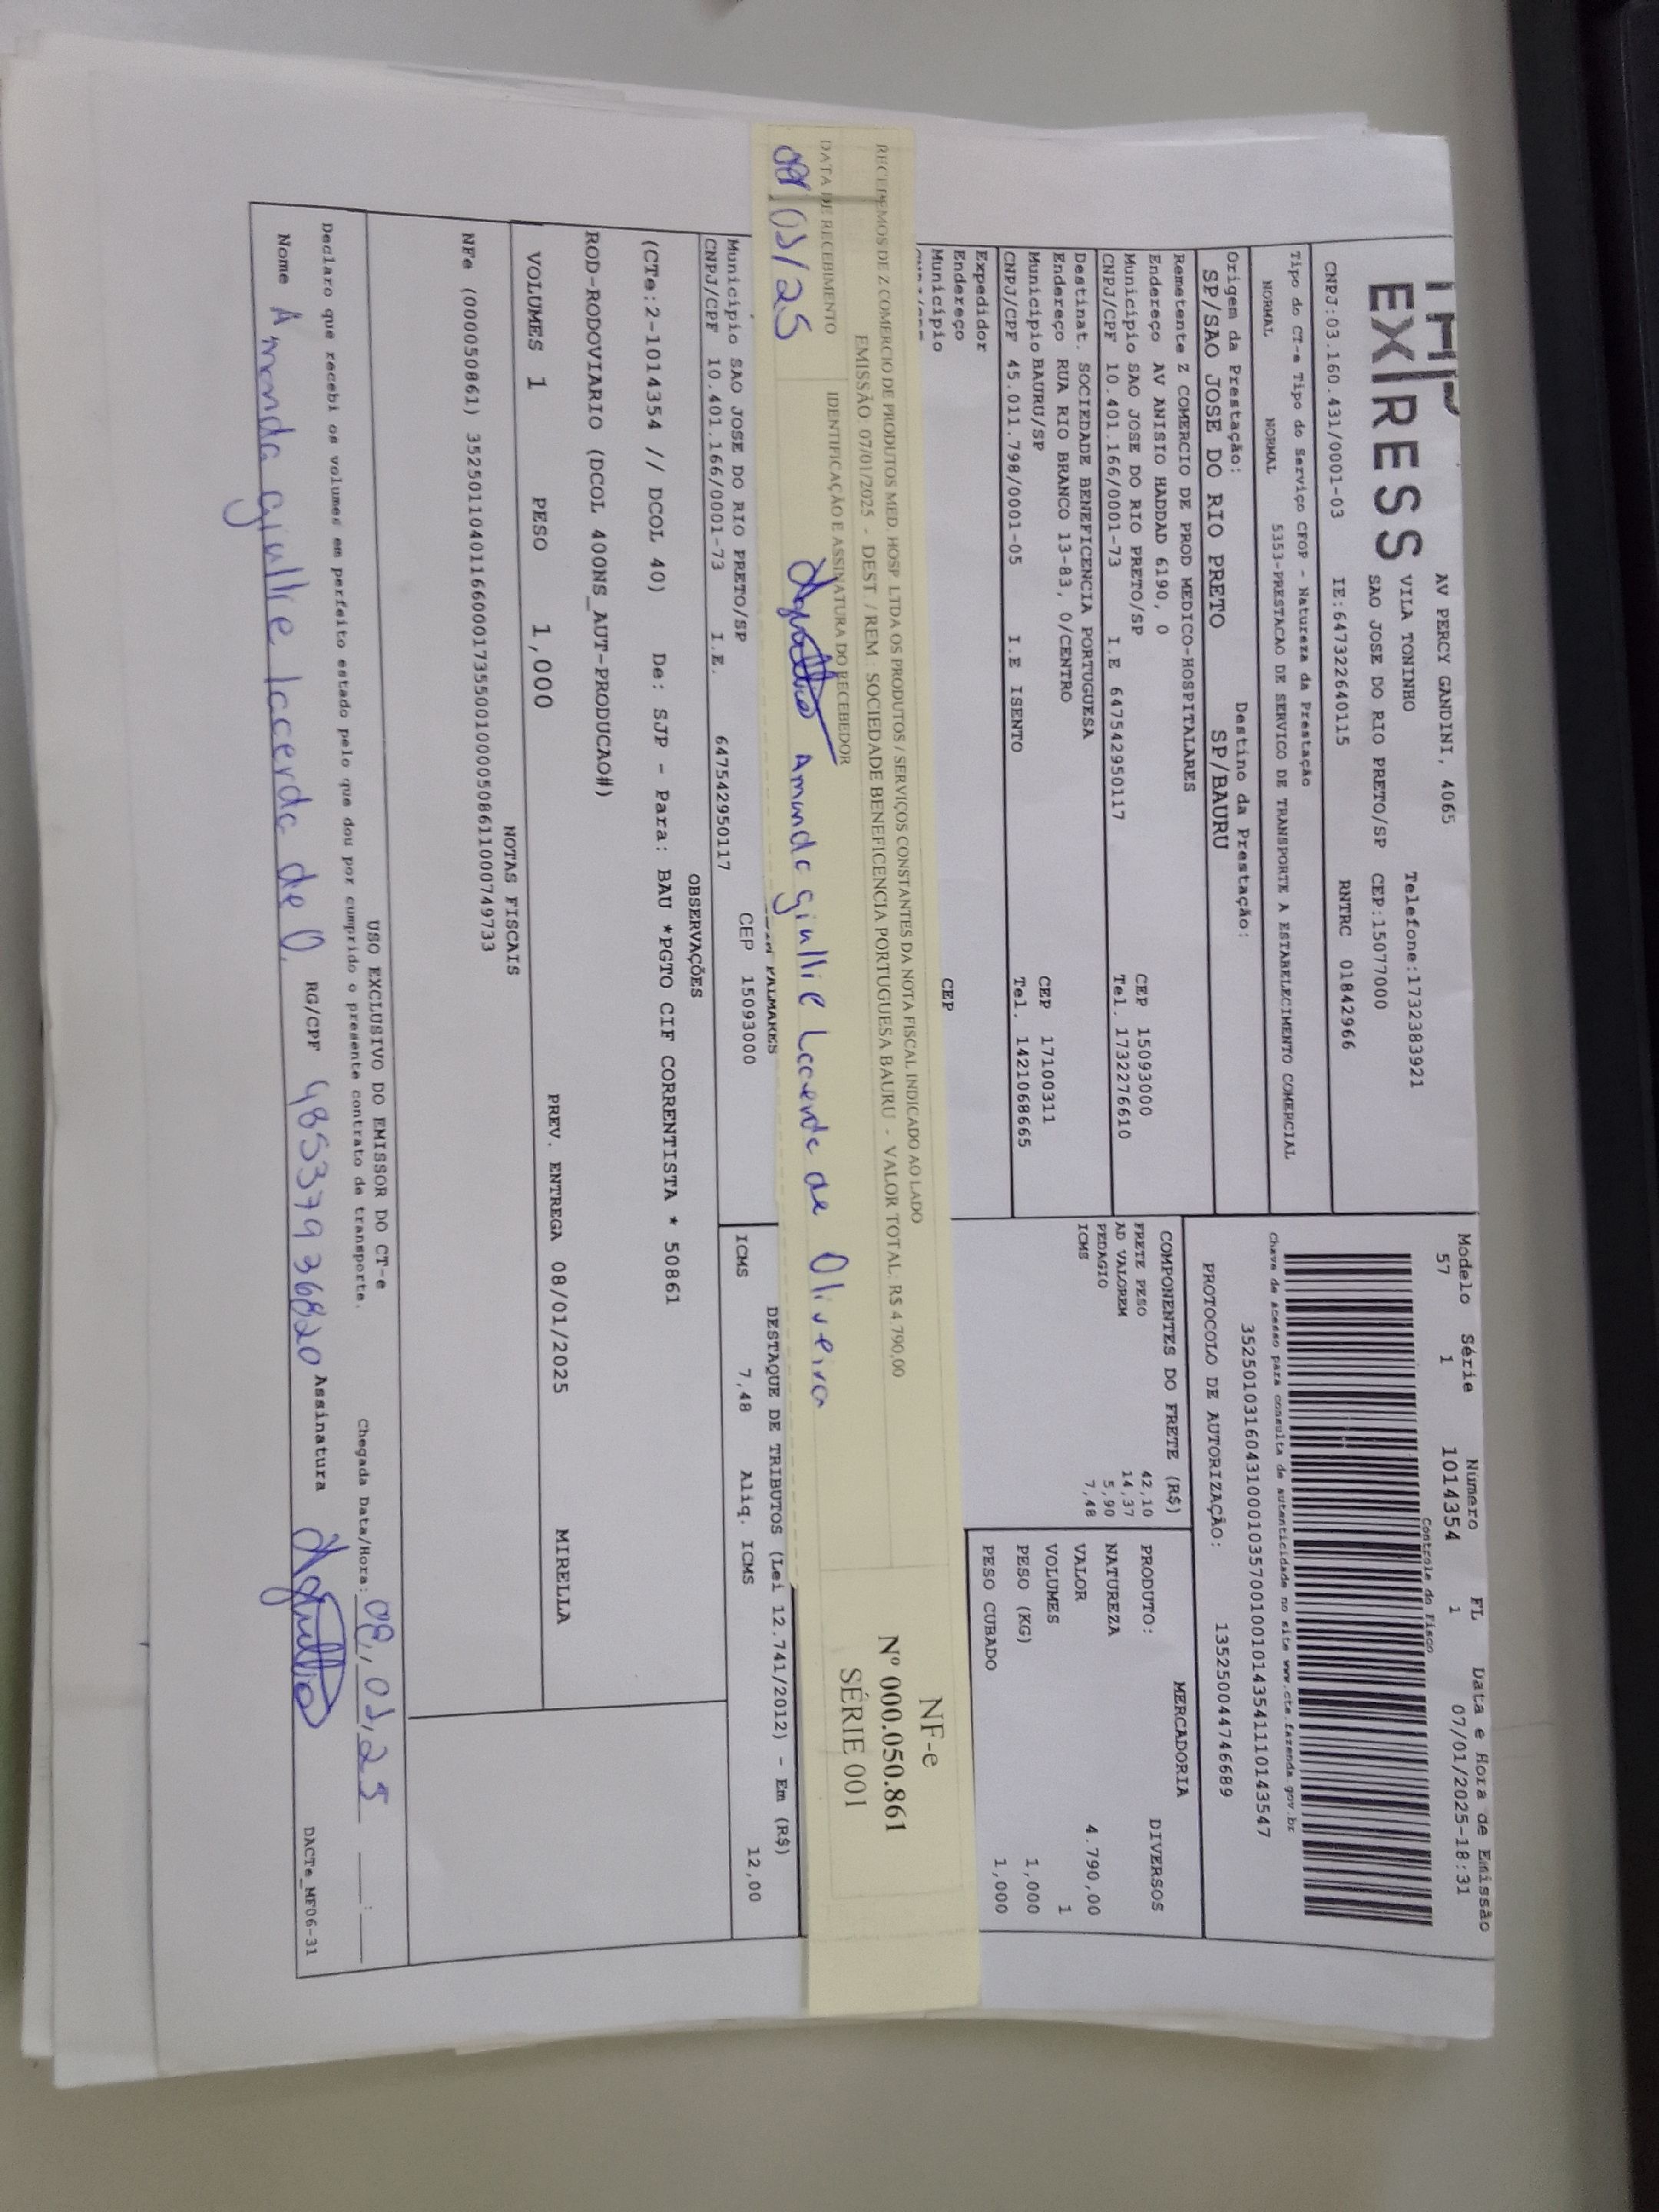 EXPRESS
AV PERCY GANDINI, 4065
VILA TONINHO Telefone:1732383921
SAO JOSE DO RIO PRETO/SP CEP:15077000
CNPJ:03.160.431/0001-03 IE:647322640115 RNTRC 01842966
Modelo Série Número FL Data e Hora de Emissão
57 1 1014354 1 07/01/2025-18:31
Controle do Fisco
Chave de acesso para consulta de autenticidade no site www.cte.fazenda.gov.br
35250103160431000103570010010143541110143547
PROTOCOLO DE AUTORIZAÇÃO: 135250044746689
Tipo do CT-e Tipo do Serviço CFOP - Natureza da Prestação
NORMAL NORMAL 5353-PRESTACAO DE SERVICO DE TRANSPORTE A ESTABELECIMENTO COMERCIAL
Origem da Prestação: Destino da Prestação:
SP/SAO JOSE DO RIO PRETO SP/BAURU
Remetente Z COMERCIO DE PROD MEDICO-HOSPITALARES
Endereço AV ANISIO HADDAD 6190, 0 CEP 15093000
Município SAO JOSE DO RIO PRETO/SP Tel. 1732276610
CNPJ/CPF 10.401.166/0001-73 I.E 647542950117
Destinat. SOCIEDADE BENEFICENCIA PORTUGUESA
Endereço RUA RIO BRANCO 13-83, 0/CENTRO CEP 17100311
Município BAURU/SP Tel. 1421068665
CNPJ/CPF 45.011.798/0001-05 I.E ISENTO
Expedidor
Endereço CEP
Município
COMPONENTES DO FRETE (R$)
FRETE PESO 42,10
AD VALOREM 14,37
PEDAGIO 5,90
ICMS 7,48
MERCADORIA
PRODUTO: DIVERSOS
NATUREZA
VALOR 4.790,00
VOLUMES 1
PESO (KG) 1,000
PESO CUBADO 1,000
RECEBEMOS DE Z COMERCIO DE PRODUTOS MED. HOSP. LTDA OS PRODUTOS / SERVIÇOS CONSTANTES DA NOTA FISCAL INDICADO AO LADO
EMISSÃO: 07/01/2025 - DEST. / REM.: SOCIEDADE BENEFICENCIA PORTUGUESA BAURU - VALOR TOTAL: R$ 4.790,00
DATA DE RECEBIMENTO IDENTIFICAÇÃO E ASSINATURA DO RECEBEDOR
08/01/25 Amanda giullie Lacerda de Oliveira
NF-e
Nº 000.050.861
SÉRIE 001
PALMARES
Município SAO JOSE DO RIO PRETO/SP CEP 15093000
CNPJ/CPF 10.401.166/0001-73 I.E. 647542950117
DESTAQUE DE TRIBUTOS (Lei 12.741/2012) - Em (R$)
ICMS 7,48 Aliq. ICMS 12,00
OBSERVAÇÕES
(CTe:2-1014354 // DCOL 40) De: SJP - Para: BAU *PGTO CIF CORRENTISTA * 50861
ROD-RODOVIARIO (DCOL 400NS_AUT-PRODUCAO#)
VOLUMES 1 PESO 1,000 PREV. ENTREGA 08/01/2025 MIRELLA
NOTAS FISCAIS
NFe (000050861) 35250110401166000173550010000508611000749733
USO EXCLUSIVO DO EMISSOR DO CT-e
Declaro que recebi os volumes em perfeito estado pelo que dou por cumprido o presente contrato de transporte. Chegada Data/Hora: 08/01/25
Nome Amanda giullie lacerda de O. RG/CPF 48537936820 Assinatura
DACTe_MF06-31